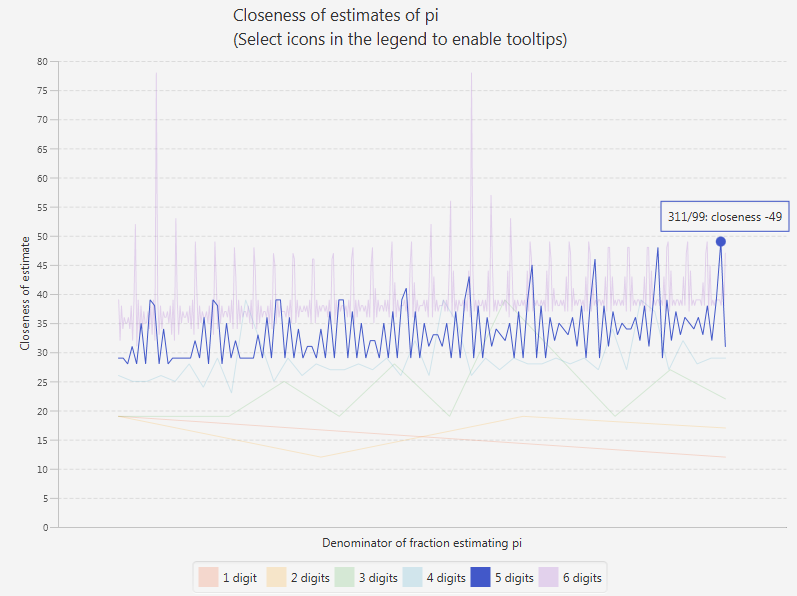 Closeness of estimates of pi
(Select icons in the legend to enable tooltips)
80
75
70
65
60
55
50
45
40
35
30
25
20
15
10
5
0
Closeness of estimate
311/99: closeness -49
Denominator of fraction estimating pi
1 digit 2 digits 3 digits 4 digits 5 digits 6 digits